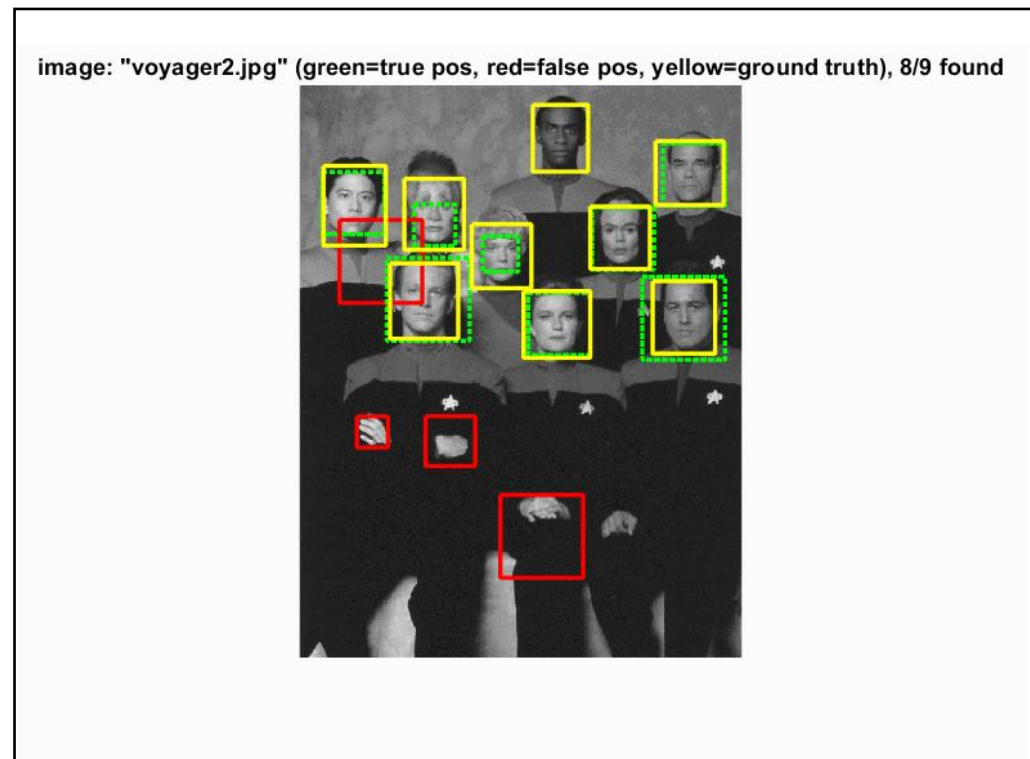 image: "voyager2.jpg" (green=true pos, red=false pos, yellow=ground truth), 8/9 found